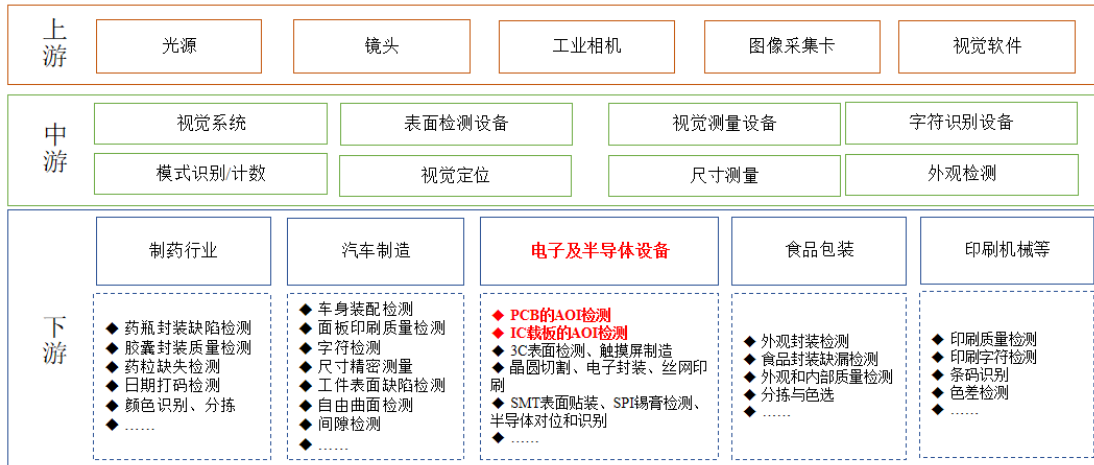 上游
光源
镜头
工业相机
图像采集卡
视觉软件
中游
视觉系统
表面检测设备
视觉测量设备
字符识别设备
模式识别/计数
视觉定位
尺寸测量
外观检测
下游
制药行业
◆ 药瓶封装缺陷检测
◆ 胶囊封装质量检测
◆ 药粒缺失检测
◆ 日期打码检测
◆ 颜色识别、分拣
◆ ……
汽车制造
◆ 车身装配检测
◆ 面板印刷质量检测
◆ 字符检测
◆ 尺寸精密测量
◆ 工件表面缺陷检测
◆ 自由曲面检测
◆ 间隙检测
◆ ……
电子及半导体设备
◆ PCB的AOI检测
◆ IC载板的AOI检测
◆ 3C表面检测、触摸屏制造
◆ 晶圆切割、电子封装、丝网印
刷
◆ SMT表面贴装、SPI锡膏检测、
半导体对位和识别
◆ ……
食品包装
◆ 外观封装检测
◆ 食品封装缺漏检测
◆ 外观和内部质量检测
◆ 分拣与色选
◆ ……
印刷机械等
◆ 印刷质量检测
◆ 印刷字符检测
◆ 条码识别
◆ 色差检测
◆ ……